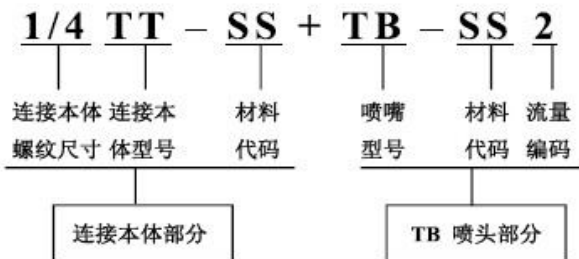 1/4 TT – SS + TB – SS 2
连接本体 连接本 材料 喷嘴 材料 流量
螺纹尺寸 体型号 代码 型号 代码 编码
连接本体部分 TB 喷头部分